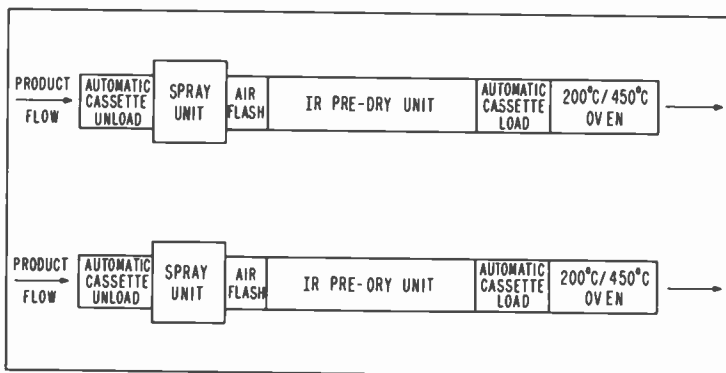 PRODUCT
FLOW
AUTOMATIC
CASSETTE
UNLOAD
SPRAY
UNIT
AIR
FLASH
IR PRE-DRY UNIT
AUTOMATIC
CASSETTE
LOAD
200°C/450°C
OVEN
PRODUCT
FLOW
AUTOMATIC
CASSETTE
UNLOAD
SPRAY
UNIT
AIR
FLASH
IR PRE-ORY UNIT
AUTOMATIC
CASSETTE
LOAD
200°C/450°C
OVEN